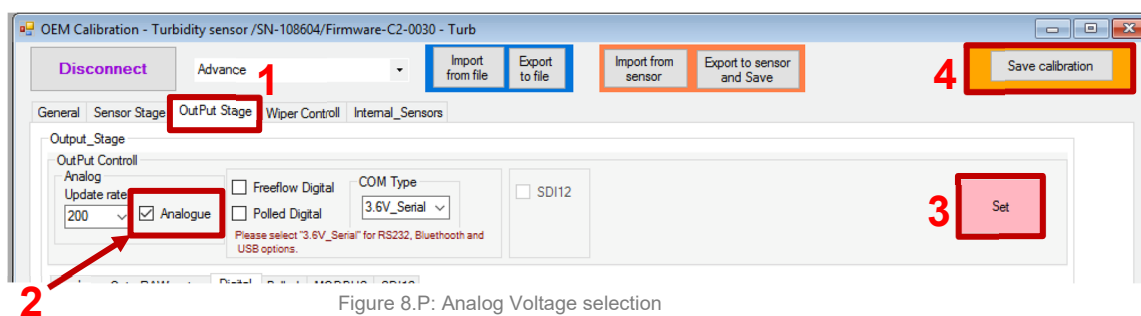 OEM Calibration - Turbidity sensor /SN-108604/Firmware-C2-0030 - Turb
Disconnect
Advance
Import from file
Export to file
Import from sensor
Export to sensor and Save
4
Save calibration
1
General Sensor Stage OutPut Stage Wiper Controll Internal_Sensors
Output_Stage
OutPut Controll
Analog
Update rate
200
Analogue
Freeflow Digital
Polled Digital
COM Type
3.6V_Serial
Please select "3.6V_Serial" for RS232, Bluethooth and
USB options.
SDI12
3
Set
Digital
2
Figure 8.P: Analog Voltage selection